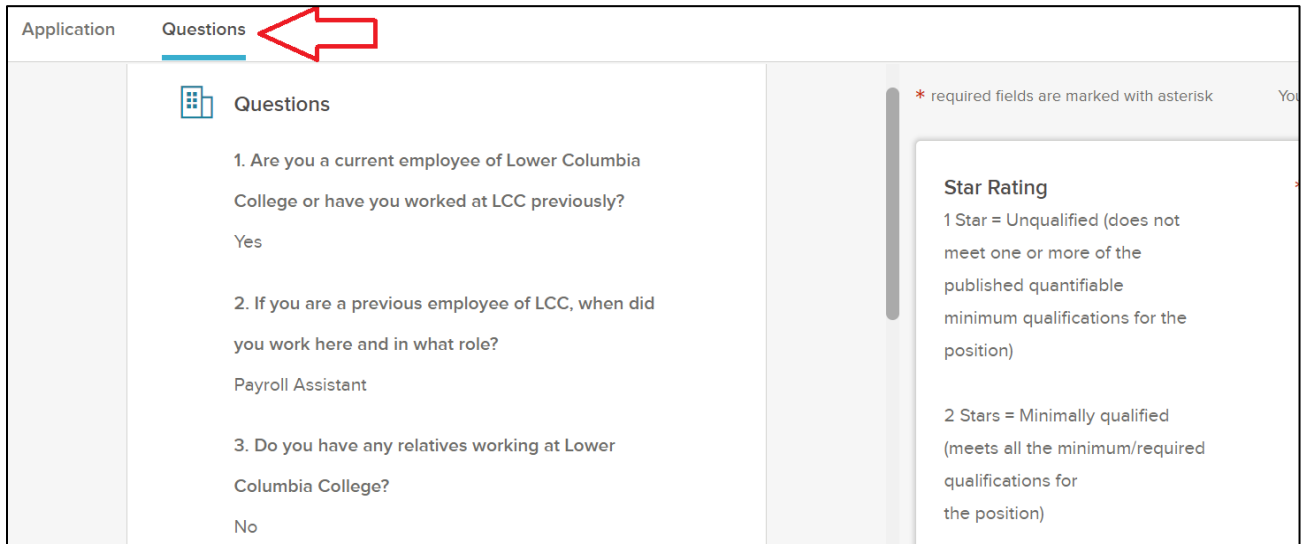 Application Questions
Questions
1. Are you a current employee of Lower Columbia
College or have you worked at LCC previously?
Yes
2. If you are a previous employee of LCC, when did
you work here and in what role?
Payroll Assistant
3. Do you have any relatives working at Lower
Columbia College?
No
* required fields are marked with asterisk
Star Rating *
1 Star = Unqualified (does not
meet one or more of the
published quantifiable
minimum qualifications for the
position)
2 Stars = Minimally qualified
(meets all the minimum/required
qualifications for
the position)